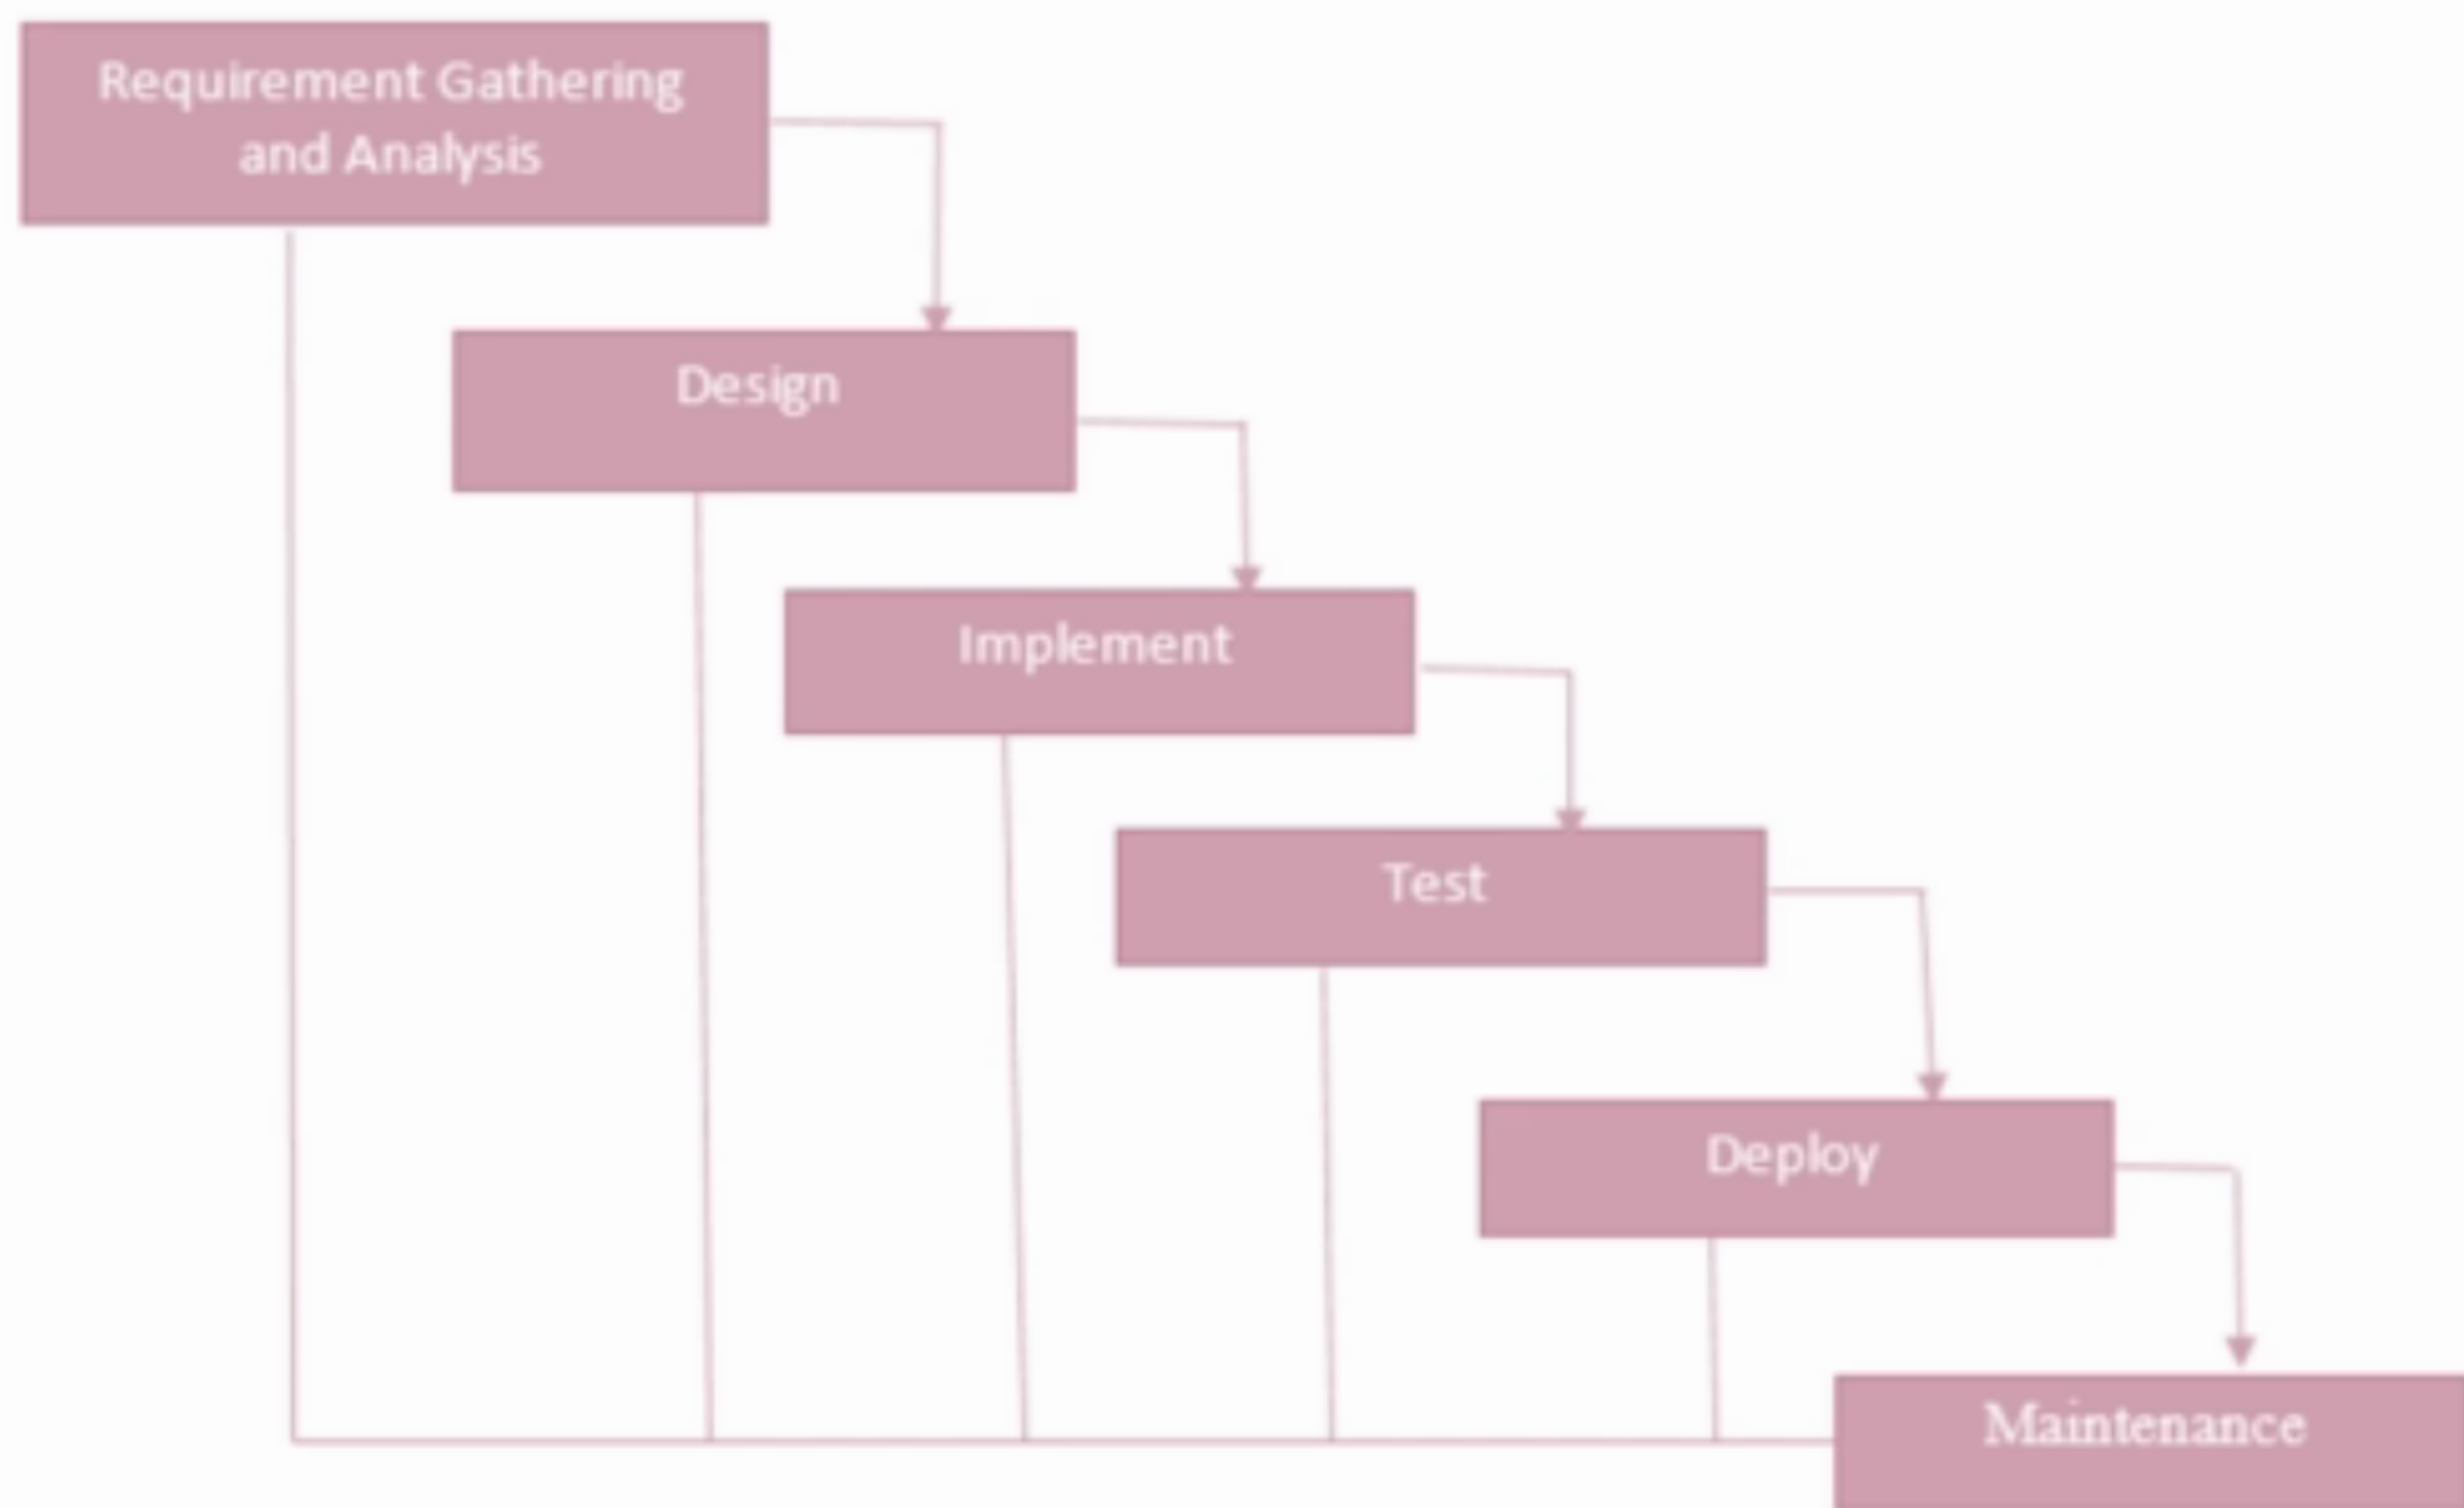 Requirement Gathering
and Analysis
Design
Implement
Test
Deploy
Maintenance